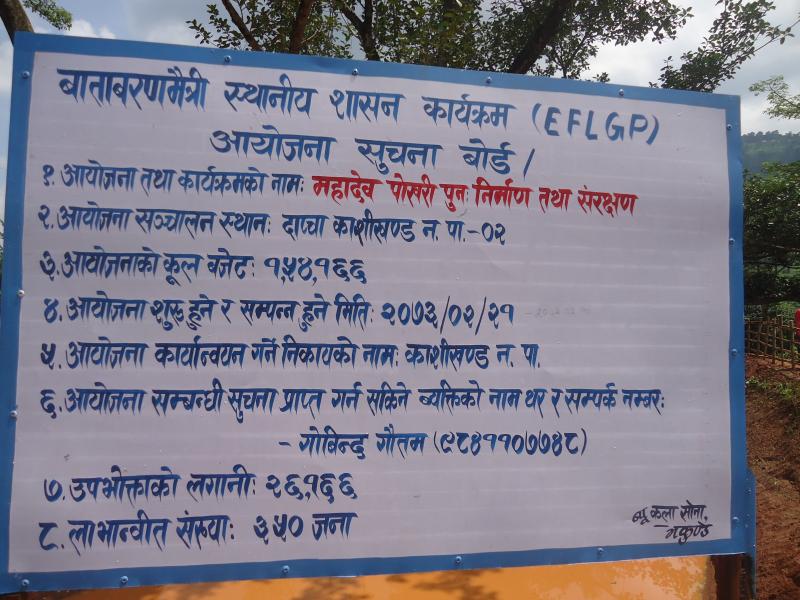 बाताबरणमैत्री स्थानीय शासन कार्यक्रम (EFLGP)
आयोजना सुचना बोर्ड/
१. आयोजना तथा कार्यक्रमको नामः महादेव पोखरी पुनः निर्माण तथा संरक्षण
२. आयोजना सञ्चालन स्थानः दाप्चा काशीखण्ड न. पा.-०२
३. आयोजनाको कूल बजेटः १५४,१६६
४. आयोजना शुरु हुने र सम्पन्न हुने मितिः २०७३/०२/२१
५. आयोजना कार्यान्वयन गर्ने निकायको नामः काशीखण्ड न. पा.
६. आयोजना सम्बन्धी सुचना प्राप्त गर्न सकिने ब्यक्तिको नाम थर र सम्पर्क नम्बरः
- गोबिन्द गौतम (९८४११०७७४८)
७. उपभोक्ताको लगानीः २६,१६६
८. लाभान्वीत संख्याः ३५० जना
न्यू कला सोना,
भकुण्डे